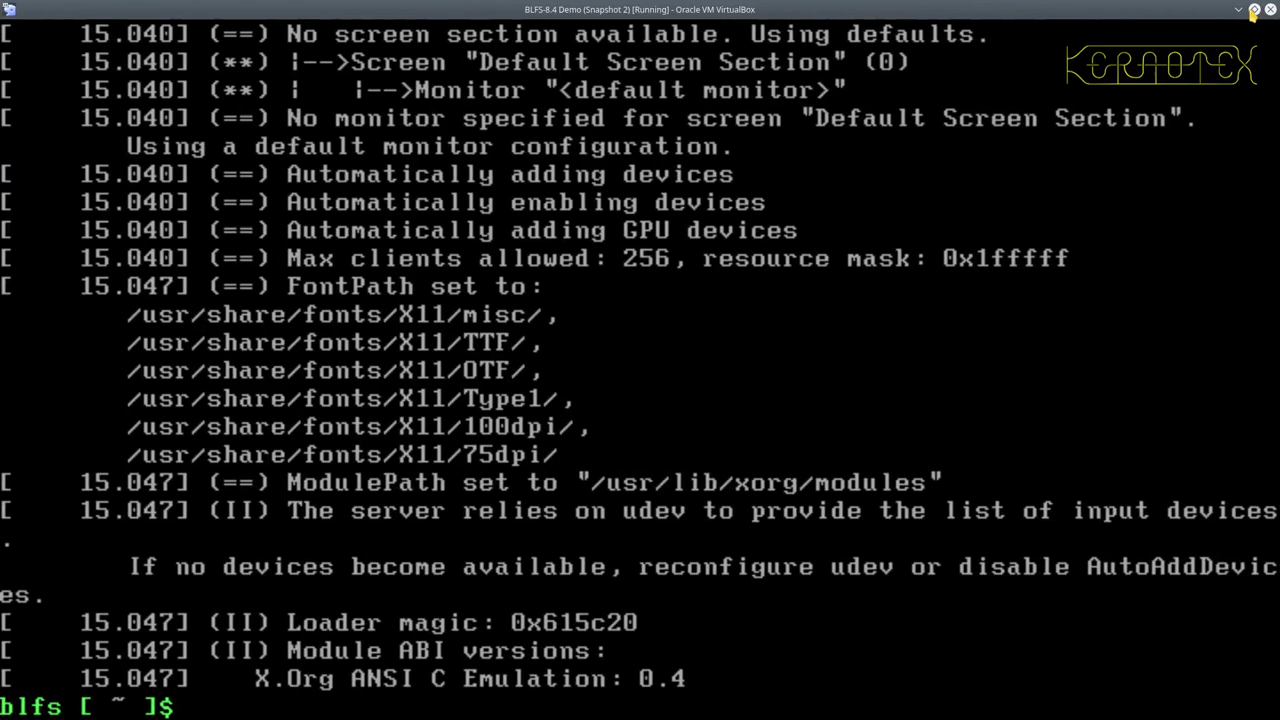 BLFS-8.4 Demo (Snapshot 2) [Running] - Oracle VM VirtualBox
KERNOTEX
[    15.040] (==) No screen section available. Using defaults.
[    15.040] (**) |-->Screen "Default Screen Section" (0)
[    15.040] (**) |   |-->Monitor "<default monitor>"
[    15.040] (==) No monitor specified for screen "Default Screen Section".
Using a default monitor configuration.
[    15.040] (==) Automatically adding devices
[    15.040] (==) Automatically enabling devices
[    15.040] (==) Automatically adding GPU devices
[    15.040] (==) Max clients allowed: 256, resource mask: 0x1fffff
[    15.047] (==) FontPath set to:
/usr/share/fonts/X11/misc/,
/usr/share/fonts/X11/TTF/,
/usr/share/fonts/X11/OTF/,
/usr/share/fonts/X11/Type1/,
/usr/share/fonts/X11/100dpi/,
/usr/share/fonts/X11/75dpi/
[    15.047] (==) ModulePath set to "/usr/lib/xorg/modules"
[    15.047] (II) The server relies on udev to provide the list of input devices
.
If no devices become available, reconfigure udev or disable AutoAddDevic
es.
[    15.047] (II) Loader magic: 0x615c20
[    15.047] (II) Module ABI versions:
[    15.047]    X.Org ANSI C Emulation: 0.4
blfs [ ~ ]$